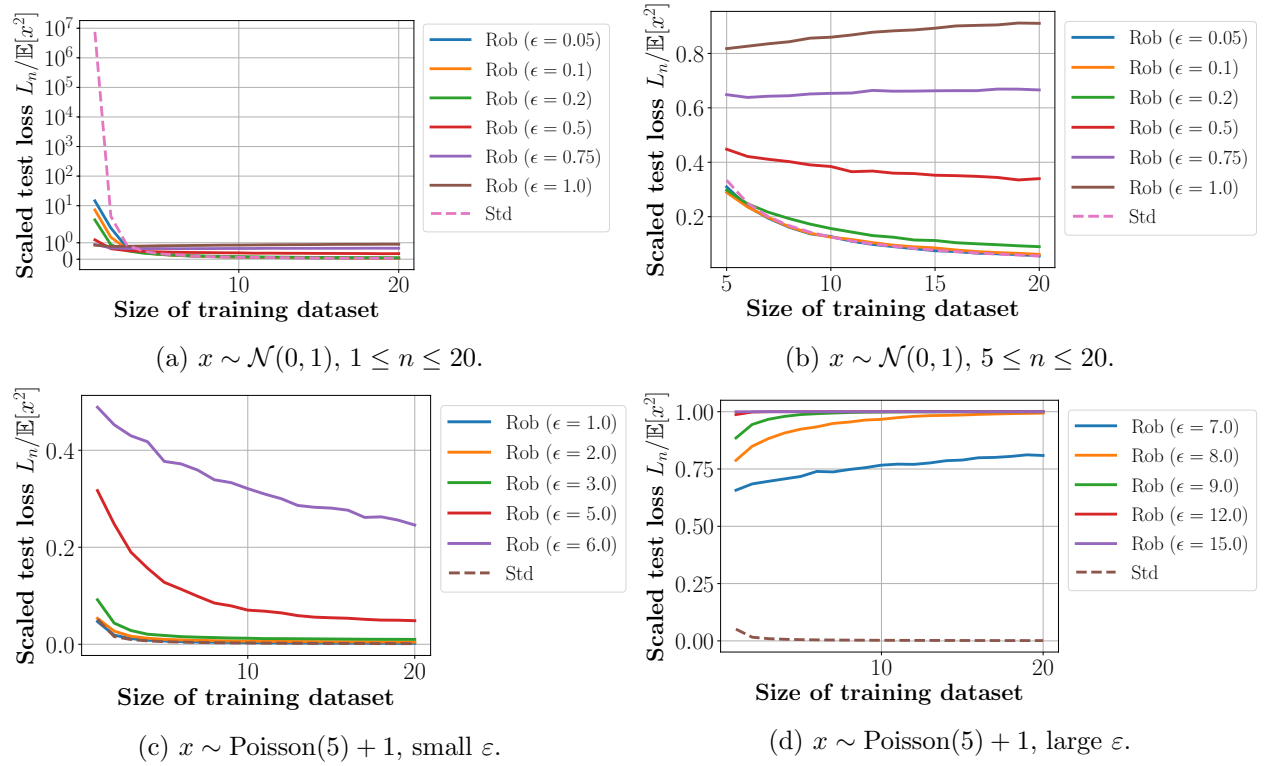 Scaled test loss $L_n/\mathbb{E}[x^2]$
10^7
10^6
10^5
10^4
10^3
10^2
10^1
10^0
0
10
20
Size of training dataset
Rob (ϵ = 0.05)
Rob (ϵ = 0.1)
Rob (ϵ = 0.2)
Rob (ϵ = 0.5)
Rob (ϵ = 0.75)
Rob (ϵ = 1.0)
Std
(a) x ∼ 𝒩(0, 1), 1 ≤ n ≤ 20.
Scaled test loss $L_n/\mathbb{E}[x^2]$
0.8
0.6
0.4
0.2
5
10
15
20
Size of training dataset
Rob (ϵ = 0.05)
Rob (ϵ = 0.1)
Rob (ϵ = 0.2)
Rob (ϵ = 0.5)
Rob (ϵ = 0.75)
Rob (ϵ = 1.0)
Std
(b) x ∼ 𝒩(0, 1), 5 ≤ n ≤ 20.
Scaled test loss $L_n/\mathbb{E}[x^2]$
0.4
0.2
0.0
10
20
Size of training dataset
Rob (ϵ = 1.0)
Rob (ϵ = 2.0)
Rob (ϵ = 3.0)
Rob (ϵ = 5.0)
Rob (ϵ = 6.0)
Std
(c) x ∼ Poisson(5) + 1, small ε.
Scaled test loss $L_n/\mathbb{E}[x^2]$
1.00
0.75
0.50
0.25
0.00
10
20
Size of training dataset
Rob (ϵ = 7.0)
Rob (ϵ = 8.0)
Rob (ϵ = 9.0)
Rob (ϵ = 12.0)
Rob (ϵ = 15.0)
Std
(d) x ∼ Poisson(5) + 1, large ε.